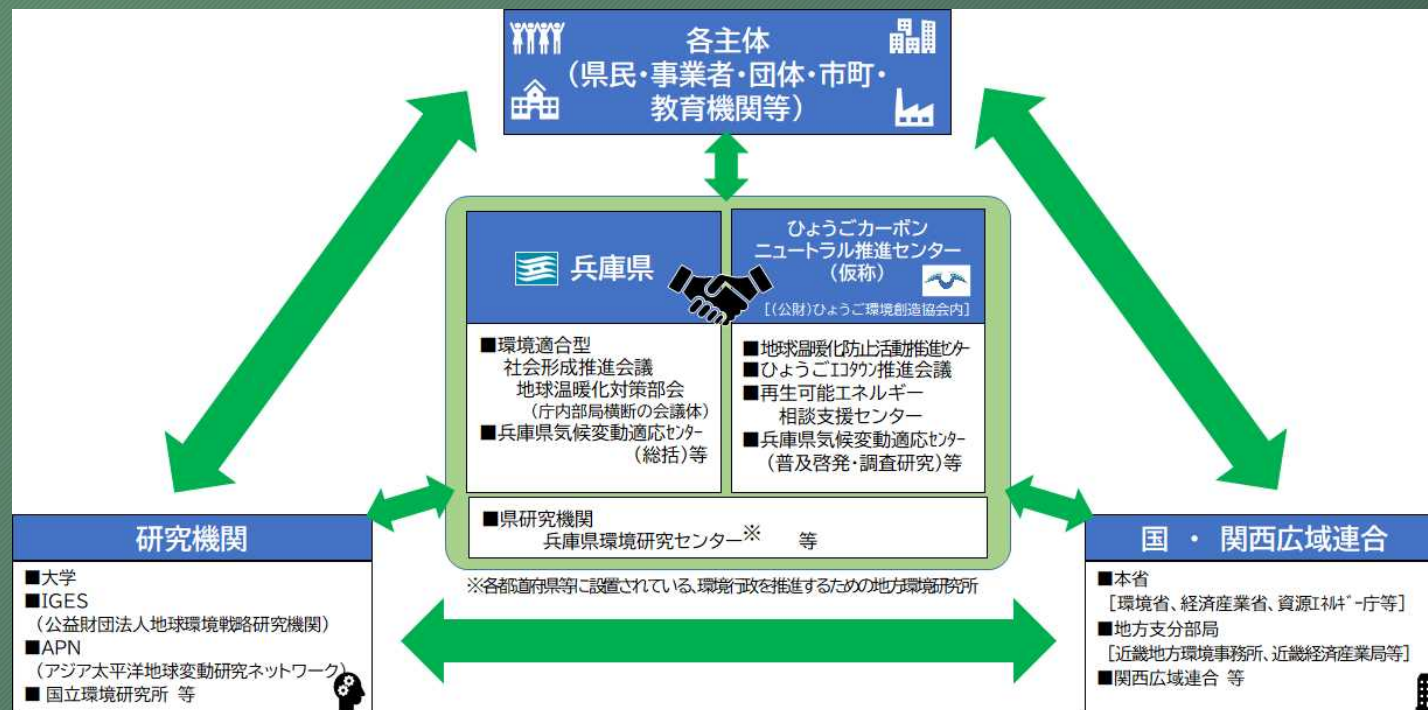 各主体
（県民・事業者・団体・市町・
教育機関等）
兵庫県
■環境適合型
社会形成推進会議
地球温暖化対策部会
（庁内部局横断の会議体）
■兵庫県気候変動適応ｾﾝﾀｰ
（総括）等
ひょうごカーボン
ニュートラル推進センター
（仮称）
[（公財）ひょうご環境創造協会内]
■地球温暖化防止活動推進ｾﾝﾀｰ
■ひょうごｴｺﾀｳﾝ推進会議
■再生可能エネルギー
相談支援センター
■兵庫県気候変動適応ｾﾝﾀｰ
（普及啓発・調査研究）等
■県研究機関
兵庫県環境研究センター※ 等
※各都道府県等に設置されている、環境行政を推進するための地方環境研究所
研究機関
■大学
■IGES
（公益財団法人地球環境戦略研究機関）
■APN
（アジア太平洋地球変動研究ネットワーク）
■ 国立環境研究所 等
国 ・ 関西広域連合
■本省
[環境省、経済産業省、資源ｴﾈﾙｷﾞｰ庁等]
■地方支分部局
[近畿地方環境事務所、近畿経済産業局等]
■関西広域連合 等